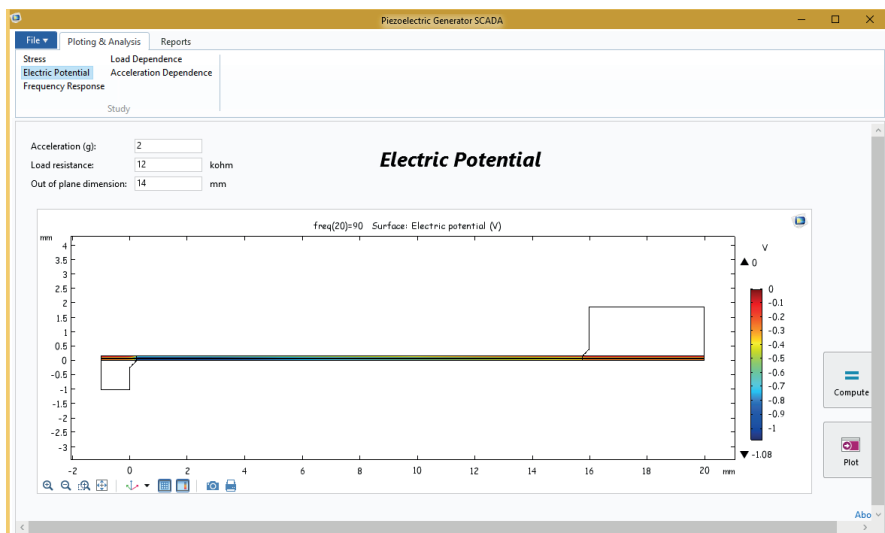 Piezoelectric Generator SCADA
File Ploting & Analysis Reports
Stress Load Dependence
Electric Potential Acceleration Dependence
Frequency Response
Study
Acceleration (g): 2
Load resistance: 12 kohm
Out of plane dimension: 14 mm
Electric Potential
freq(20)=90 Surface: Electric potential (V)
mm
4
3.5
3
2.5
2
1.5
1
0.5
0
-0.5
-1
-1.5
-2
-2.5
-3
-2 0 2 4 6 8 10 12 14 16 18 20 mm
V
0
0
-0.1
-0.2
-0.3
-0.4
-0.5
-0.6
-0.7
-0.8
-0.9
-1
-1.08
Compute
Plot
Abo